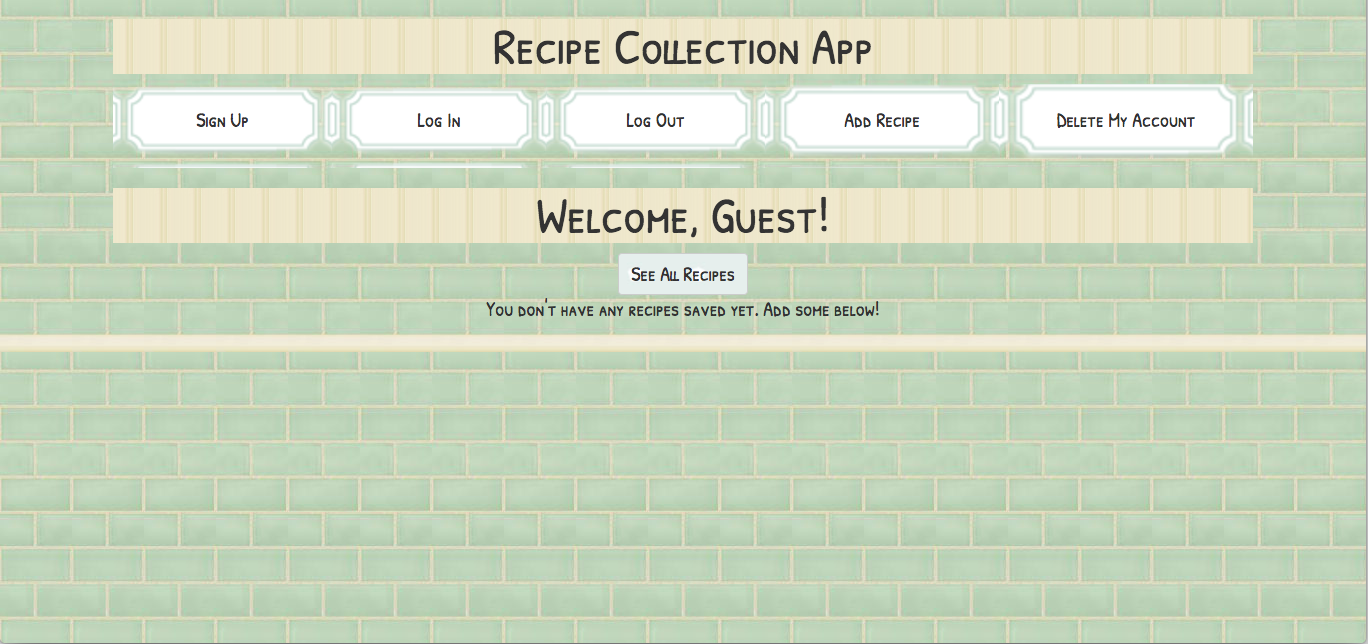 Recipe Collection App
Sign Up Log In Log Out Add Recipe Delete My Account
Welcome, Guest!
See All Recipes
You don't have any recipes saved yet. Add some below!